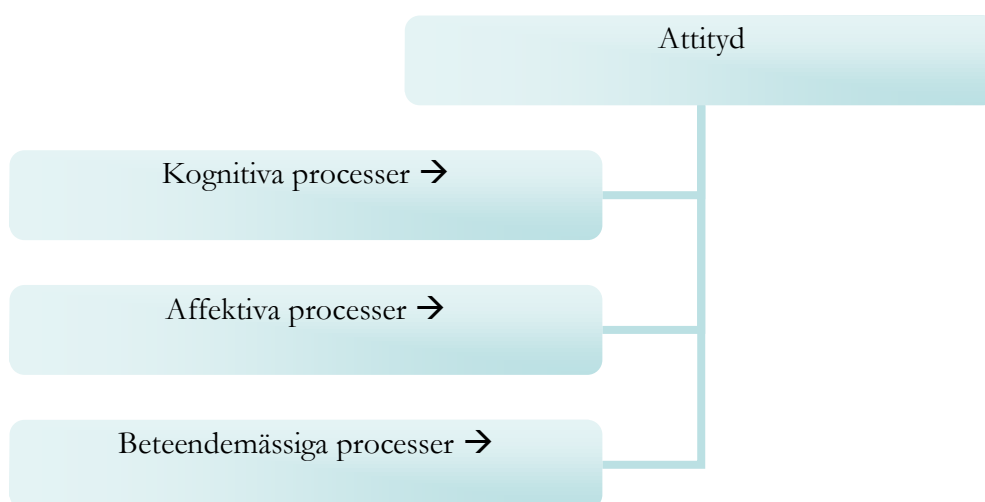 Attityd
Kognitiva processer →
Affektiva processer →
Beteendemässiga processer →